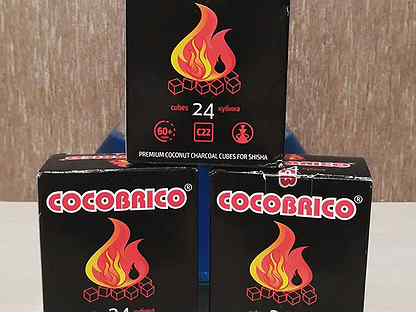 cubes 24 кубика
60+
C22
PREMIUM COCONUT CHARCOAL CUBES FOR SHISHA
COCOBRICO®
COCOBRICO®
24